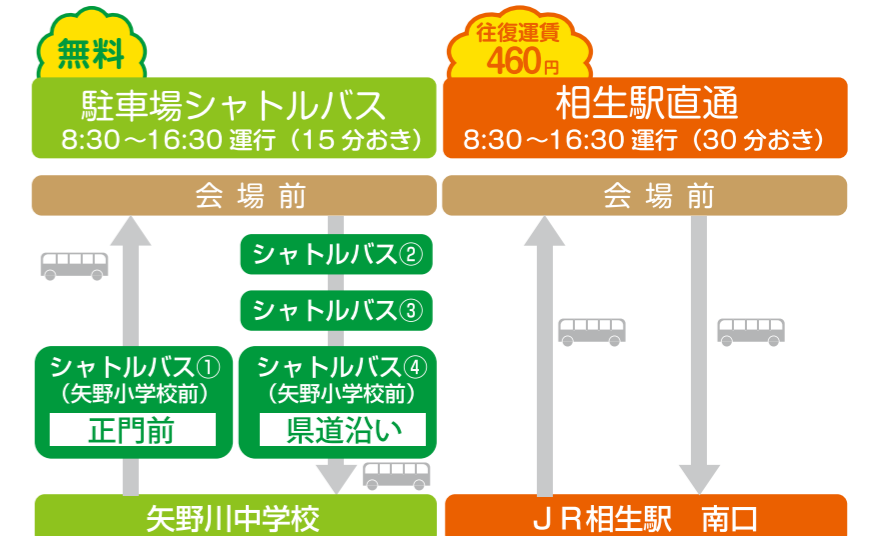 無料
駐車場シャトルバス
8:30～16:30 運行（15 分おき）
会場前
シャトルバス②
シャトルバス③
シャトルバス①
（矢野小学校前）
正門前
シャトルバス④
（矢野小学校前）
県道沿い
矢野川中学校
往復運賃
460円
相生駅直通
8:30～16:30 運行（30 分おき）
会場前
ＪＲ相生駅　南口